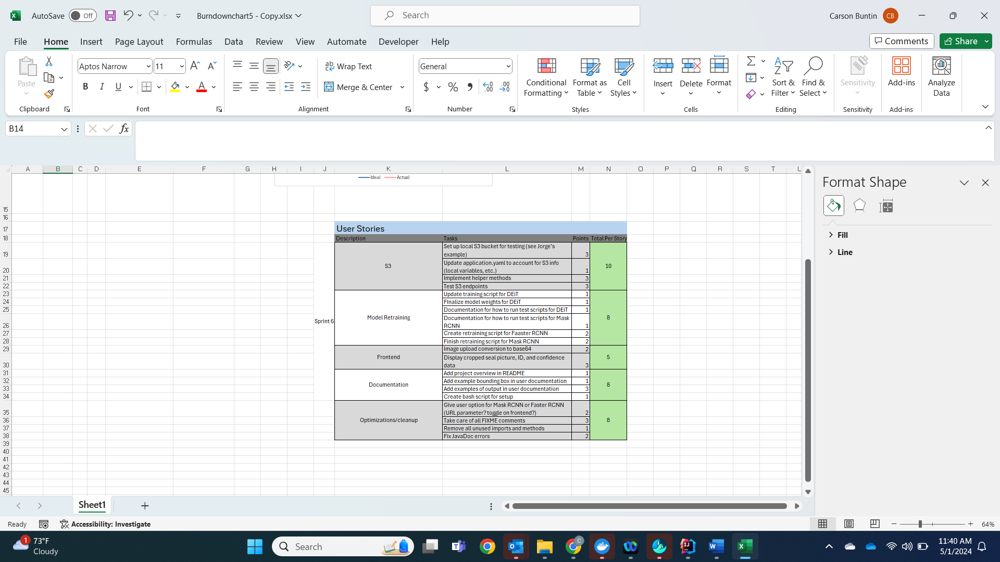 AutoSave Off Burndownchart5 - Copy.xlsx Search Carson Buntin CB
File Home Insert Page Layout Formulas Data Review View Automate Developer Help Comments Share
Paste Aptos Narrow 11 Wrap Text General Conditional Formatting Format as Table Cell Styles Insert Delete Format Sort & Filter Find & Select Sensitivity Add-ins Analyze Data
B I U A Merge & Center $ %
Clipboard Font Alignment Number Styles Cells Editing Sensitivity Add-ins
B14 fx
A B C D E F G H I J K L M N O P Q R S T
Format Shape
Fill
Line
Ideal Actual
15
16
17 User Stories
18 Description Tasks Points Total Per Story
Set up local S3 bucket for testing (see Jorge's
19 example) 3
Update application.yaml to account for S3 info
20 (local variables, etc.) 1
S3 10
21 Implement helper methods 3
22 Test S3 endpoints 3
23 Update training script for DEiT 1
24 FInalize model weights for DEiT 1
25 Documentation for how to run test scripts for DEiT 1
Documentation for how to run test scripts for Mask
Model Retraining 8
Sprint 6
26 RCNN 1
27 Create retraining script for Faaster RCNN 2
28 Finish retraining script for Mask RCNN 2
29 Image upload conversion to base64 2
Frontend 5
Display cropped seal picture, ID, and confidence
30 data 3
31 Add project overview in README 1
32 Add example bounding box in user documentation 1
Documentation 8
33 Add examples of output in user documentation 3
34 Create bash script for setup 1
Give user option for Mask RCNN or Faster RCNN
35 (URL parameter? toggle on frontend?) 2
Optimizations/cleanup 8
36 Take care of all FIXME comments 3
37 Remove all unused imports and methods 1
38 Fix JavaDoc errors 2
39
40
41
42
43
44
45
Sheet1
Ready Accessibility: Investigate 64%
1 73°F
Cloudy
Search
11:40 AM
5/1/2024